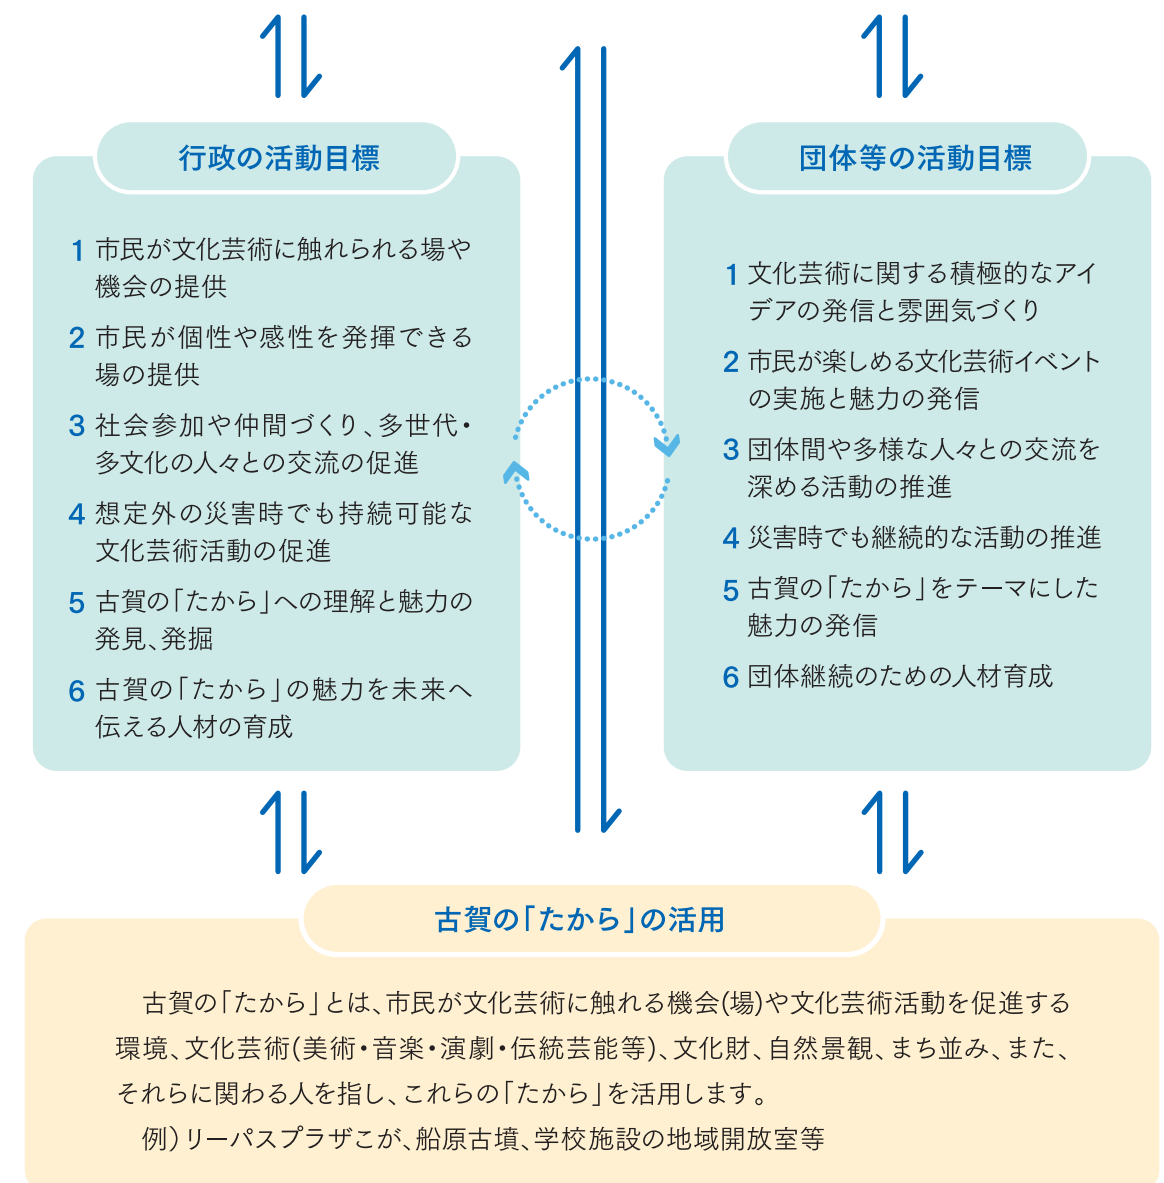 行政の活動目標
1 市民が文化芸術に触れられる場や
機会の提供
2 市民が個性や感性を発揮できる
場の提供
3 社会参加や仲間づくり、多世代・
多文化の人々との交流の促進
4 想定外の災害時でも持続可能な
文化芸術活動の促進
5 古賀の「たから」への理解と魅力の
発見、発掘
6 古賀の「たから」の魅力を未来へ
伝える人材の育成
団体等の活動目標
1 文化芸術に関する積極的なアイ
デアの発信と雰囲気づくり
2 市民が楽しめる文化芸術イベント
の実施と魅力の発信
3 団体間や多様な人々との交流を
深める活動の推進
4 災害時でも継続的な活動の推進
5 古賀の「たから」をテーマにした
魅力の発信
6 団体継続のための人材育成
古賀の「たから」の活用
古賀の「たから」とは、市民が文化芸術に触れる機会(場)や文化芸術活動を促進する
環境、文化芸術(美術・音楽・演劇・伝統芸能等)、文化財、自然景観、まち並み、また、
それらに関わる人を指し、これらの「たから」を活用します。
例）リーパスプラザこが、船原古墳、学校施設の地域開放室等